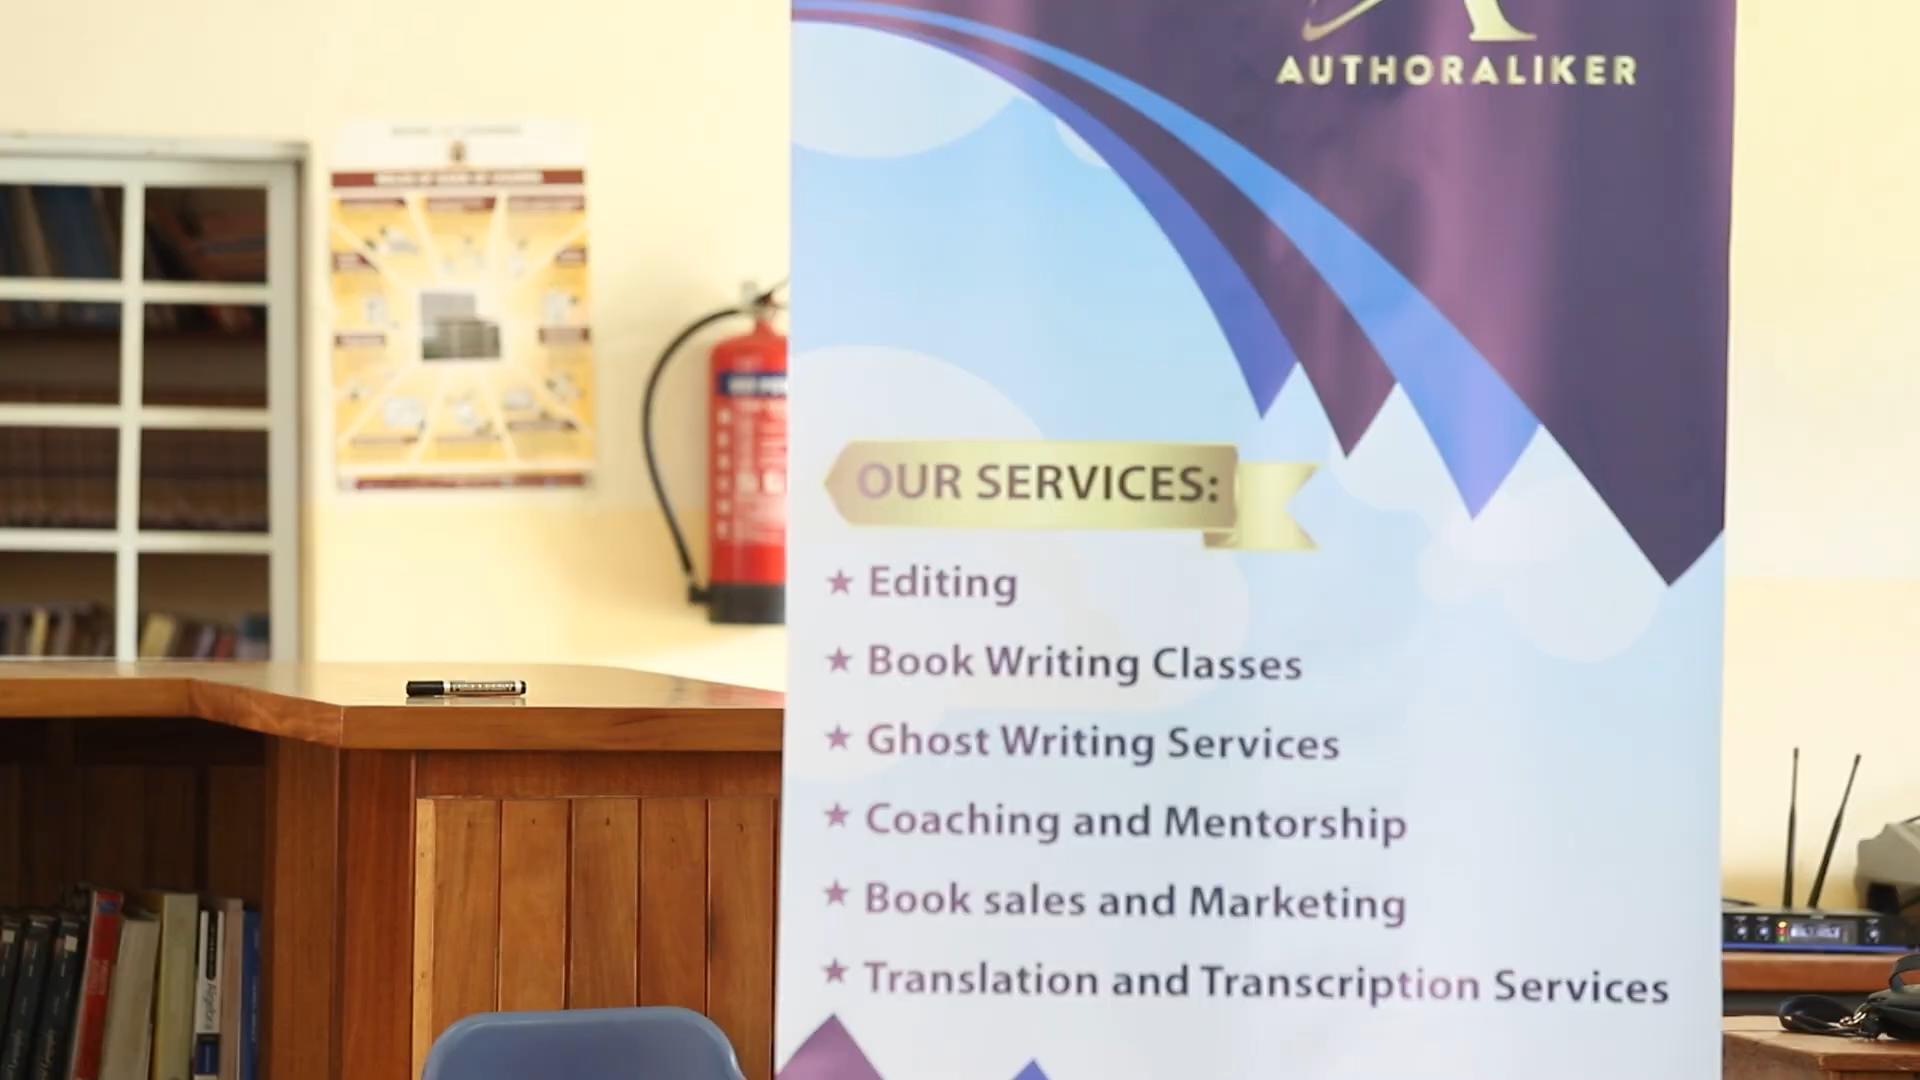 AUTHORALIKER
OUR SERVICES:
★ Editing
★ Book Writing Classes
★ Ghost Writing Services
★ Coaching and Mentorship
★ Book sales and Marketing
★ Translation and Transcription Services